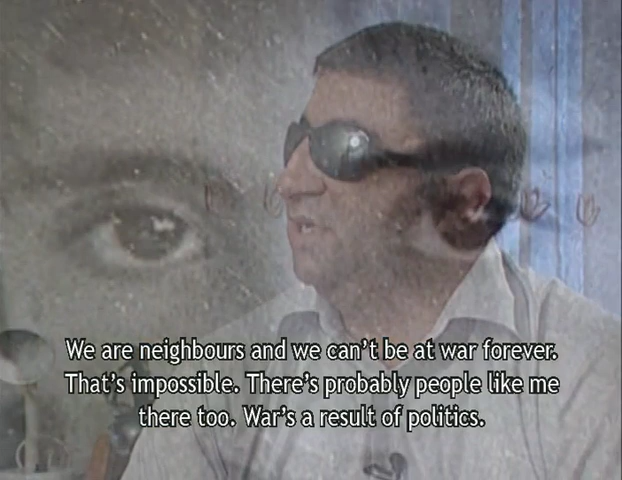 We are neighbours and we can't be at war forever.
That's impossible. There's probably people like me
there too. War's a result of politics.